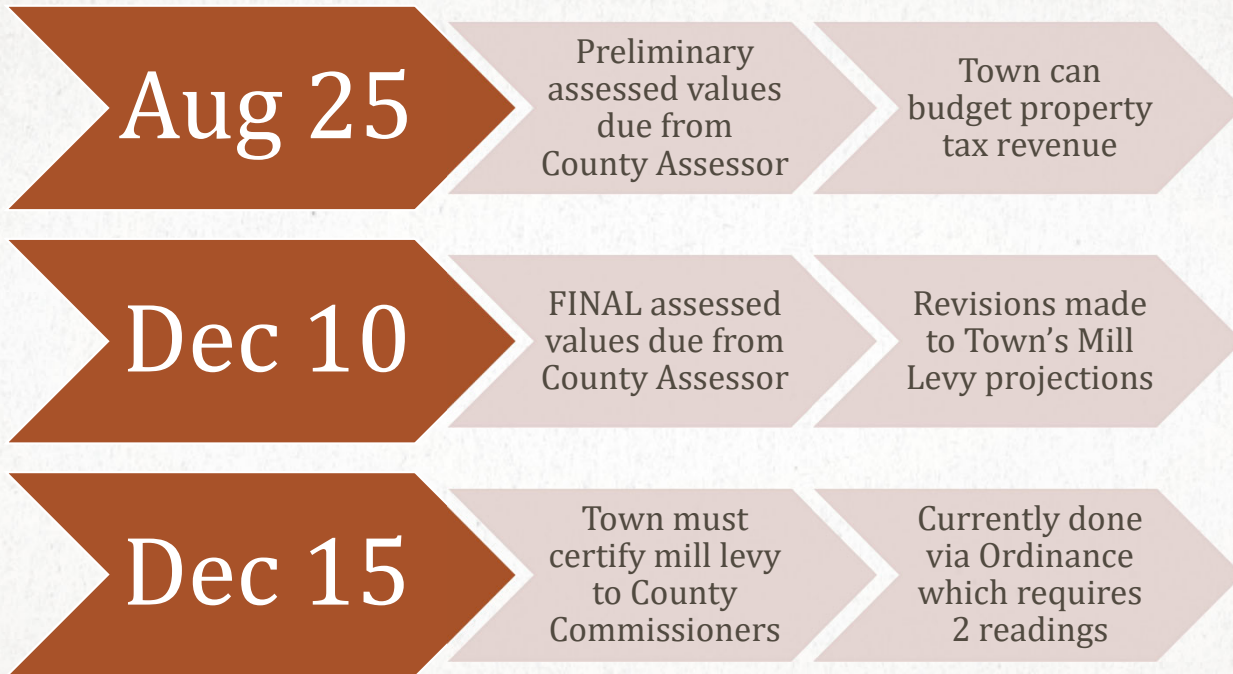 Aug 25
Preliminary
assessed values
due from
County Assessor
Town can
budget property
tax revenue
Dec 10
FINAL assessed
values due from
County Assessor
Revisions made
to Town’s Mill
Levy projections
Dec 15
Town must
certify mill levy
to County
Commissioners
Currently done
via Ordinance
which requires
2 readings